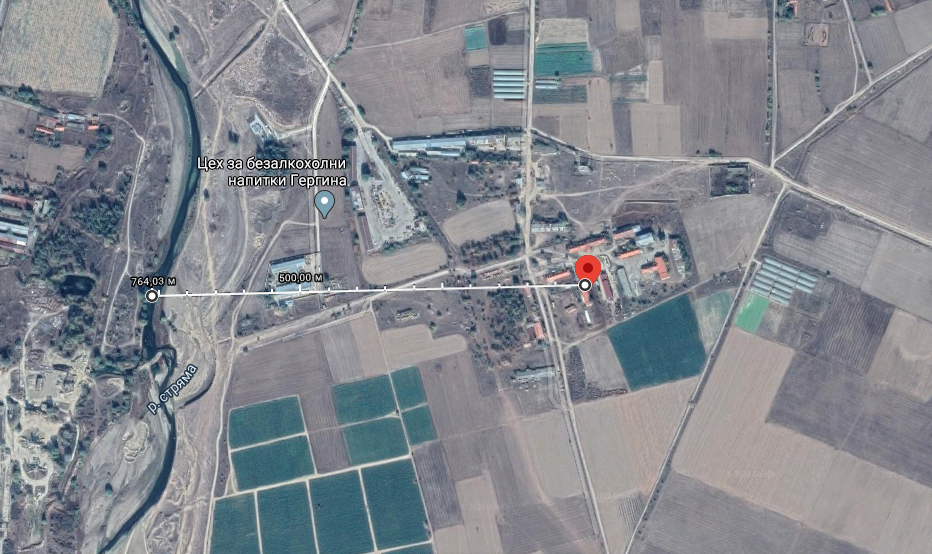 Цех за безалкохолни
напитки Гергина
764,03 м
500,00 м
р. стряма